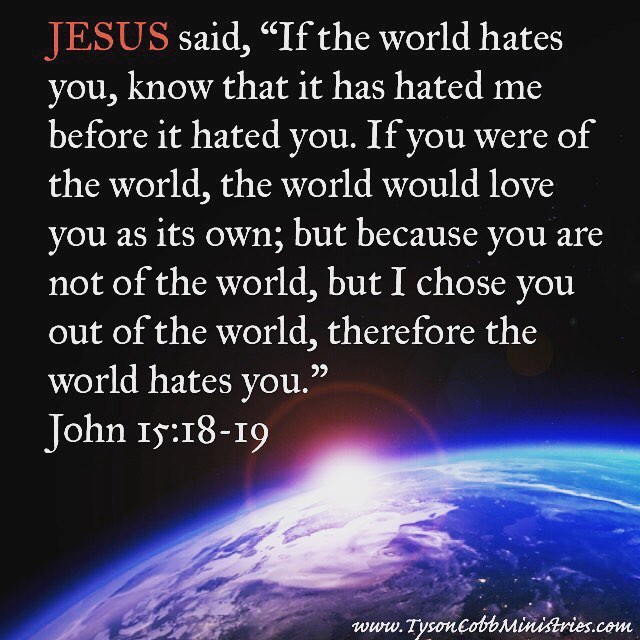 JESUS said, “If the world hates
you, know that it has hated me
before it hated you. If you were of
the world, the world would love
you as its own; but because you are
not of the world, but I chose you
out of the world, therefore the
world hates you.”
John 15:18-19
www.TysonCobbMinistries.com